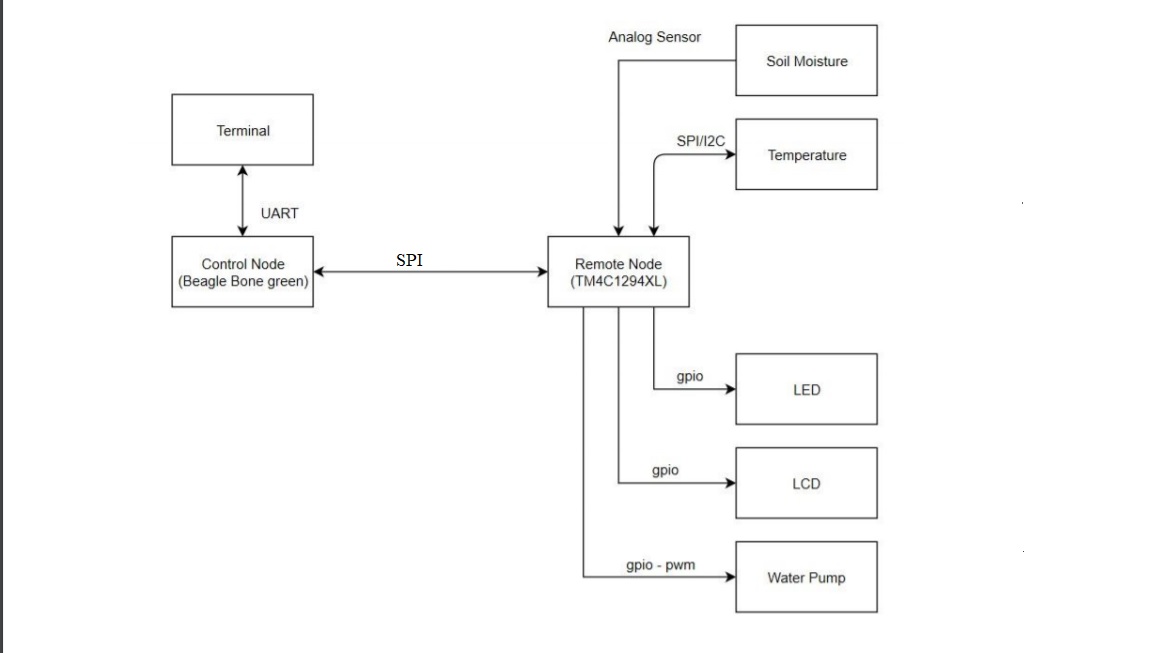 Analog Sensor
Soil Moisture
SPI/I2C
Temperature
Terminal
UART
Control Node
(Beagle Bone green)
SPI
Remote Node
(TM4C1294XL)
gpio
LED
gpio
LCD
gpio - pwm
Water Pump